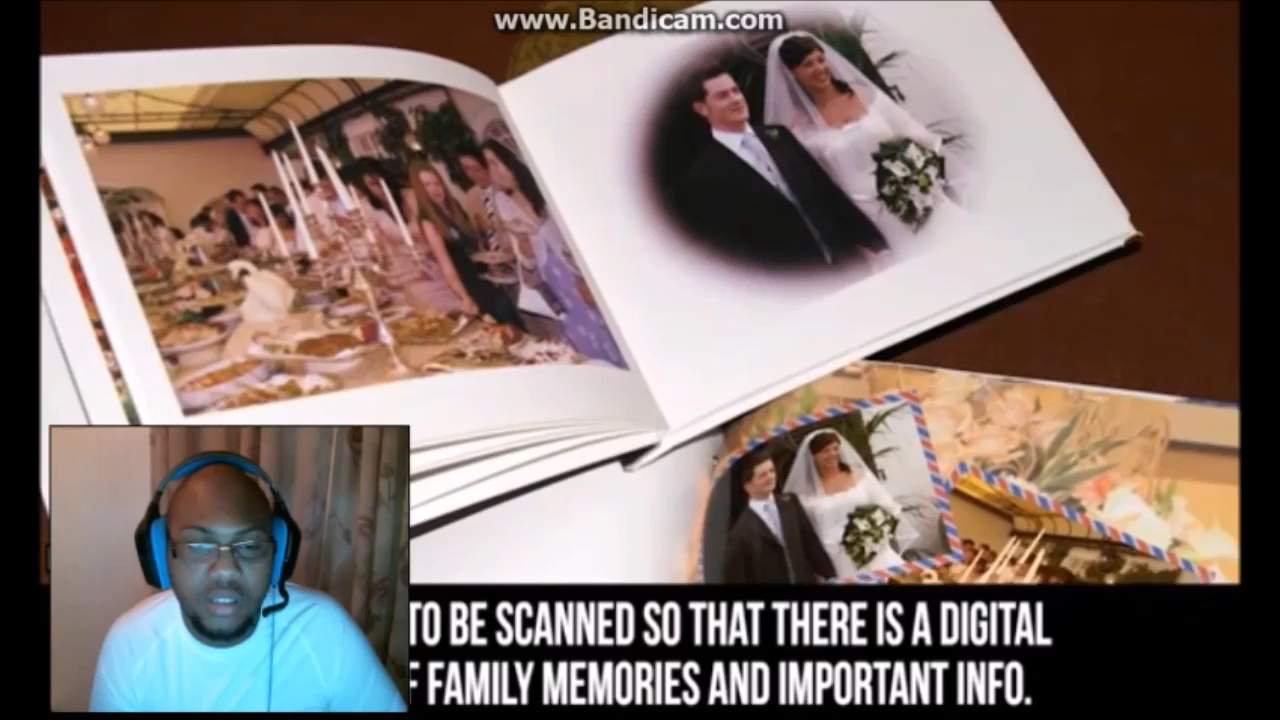 www.Bandicam.com
TO BE SCANNED SO THAT THERE IS A DIGITAL
F FAMILY MEMORIES AND IMPORTANT INFO.